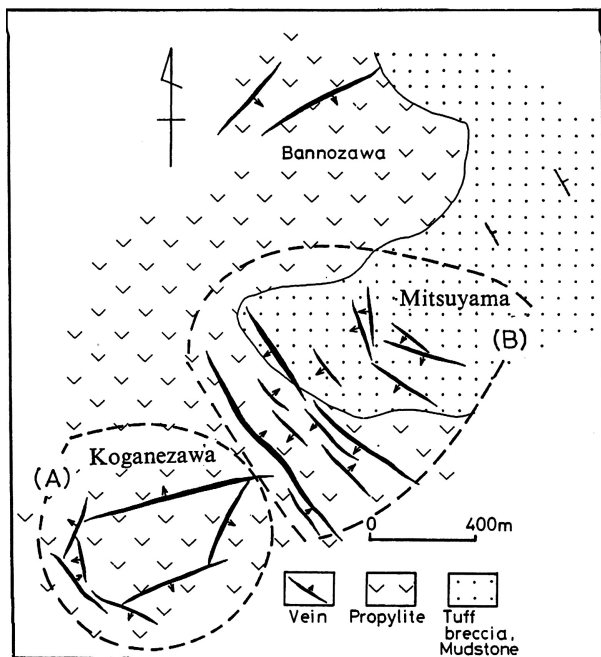 Bannozawa
Mitsuyama
(B)
Koganezawa
(A)
0 400m
Vein
Propylite
Tuff
breccia,
Mudstone